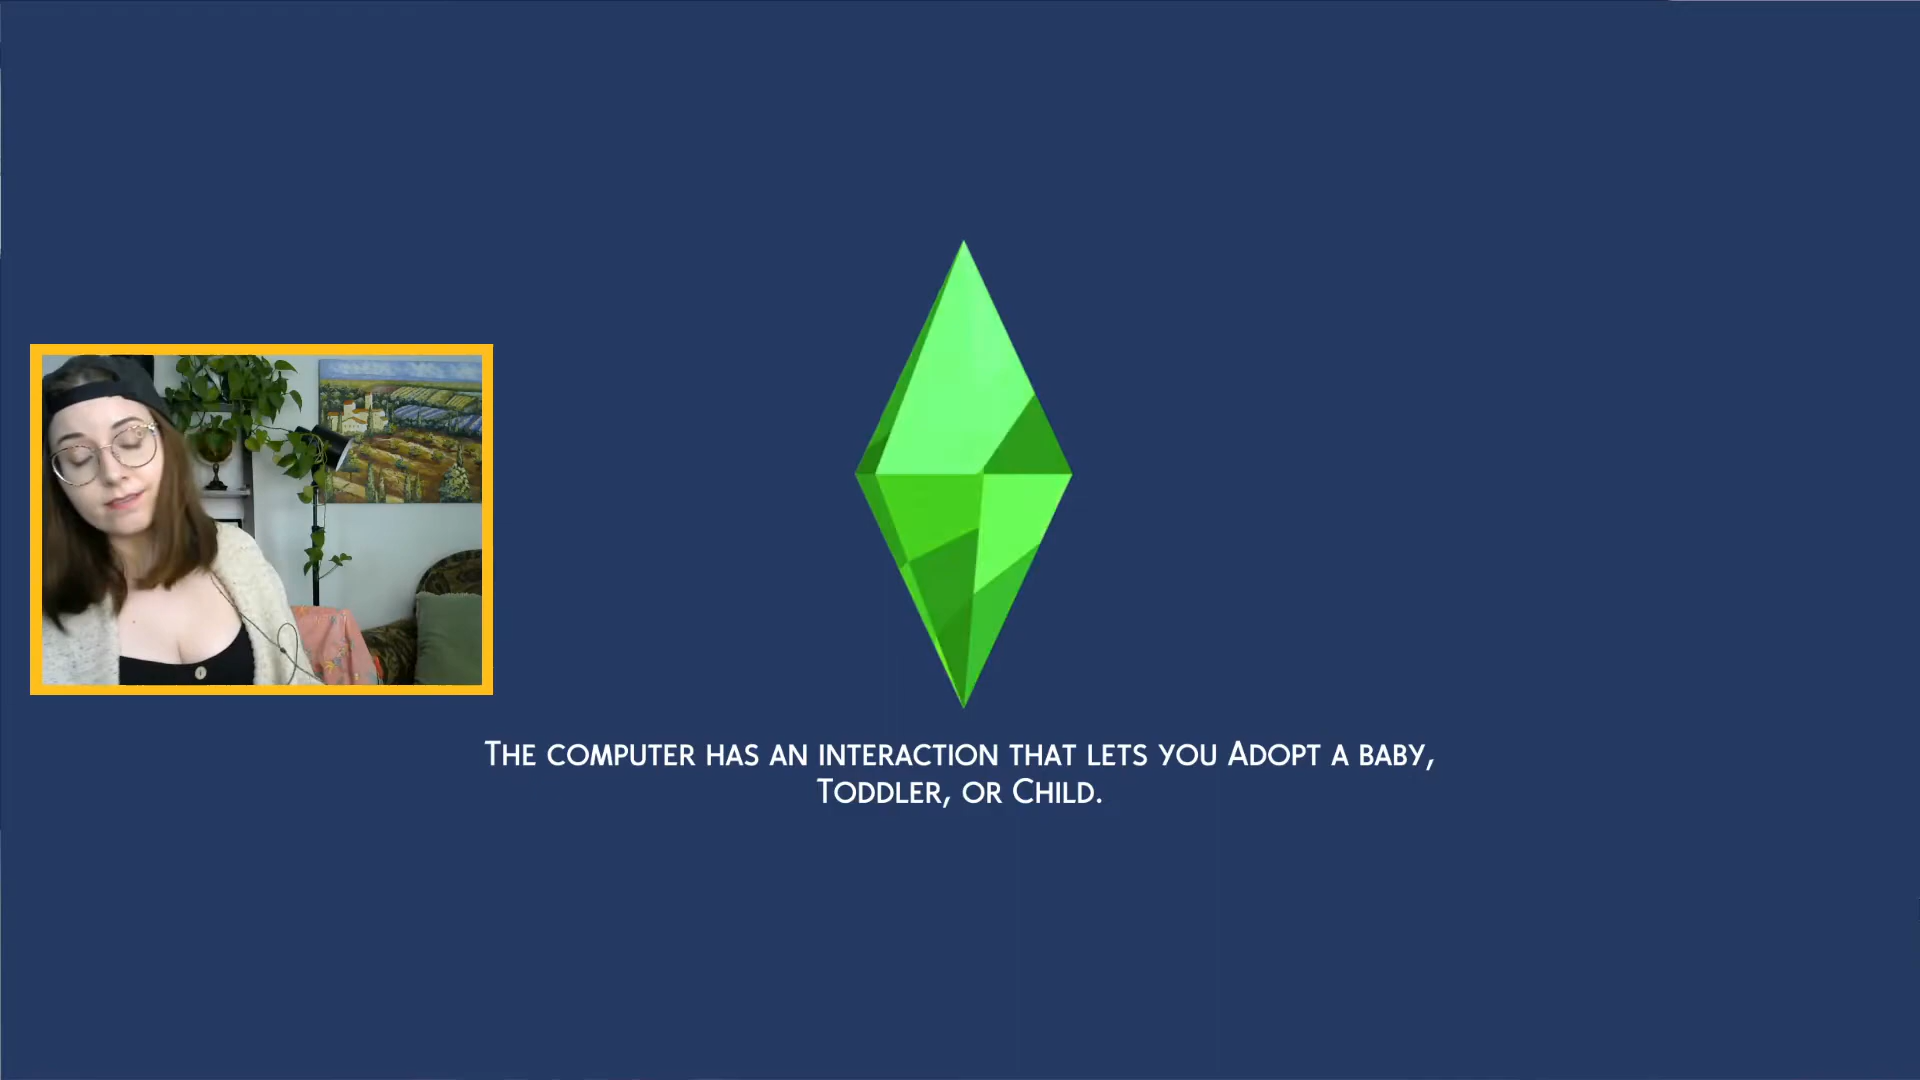 The computer has an interaction that lets you Adopt a baby,
Toddler, or Child.